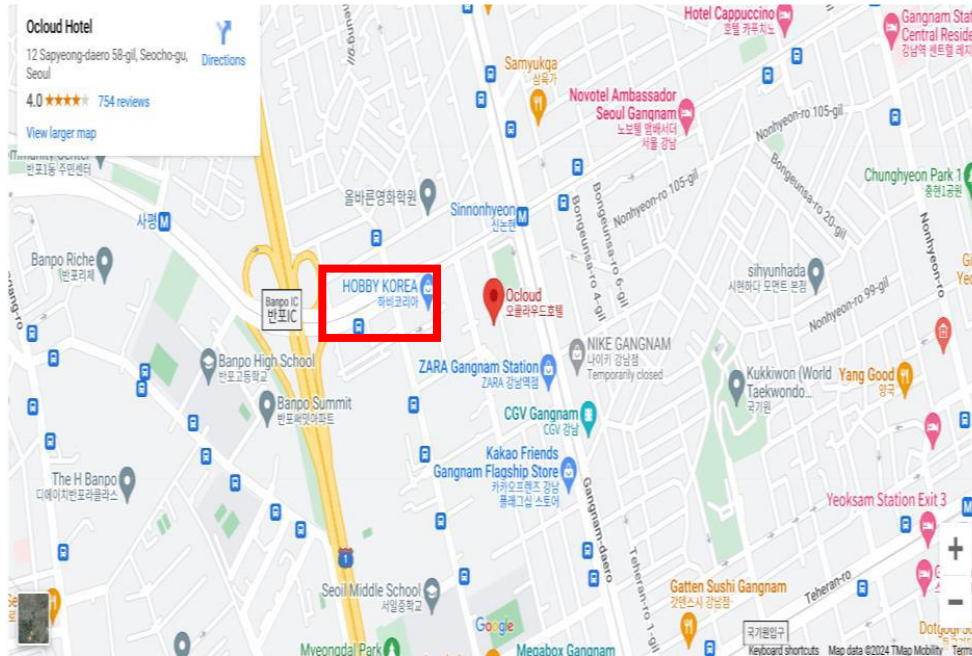 Ocloud Hotel
12 Sapyeong-daero 58-gil, Seocho-gu,
Seoul
Directions
4.0
754 reviews
View larger map
Hotel Cappuccino
호텔 카푸치노
Central Reside
Samyukga
삼육가
Novotel Ambassador
Seoul Gangnam
노보텔 앰배서더
서울 강남
Nonhyeon-ro 105-gil
반포1동 주민센터
올바른영화학원
Chunghyeon Park 1
충현1공원
사평
Sinnonhyeon
신논현
Bongeunsa-ro 4-gil
Bongeunsa-ro 6-gil
Nonhyeon-ro 105-gil
Bongeunsa-ro 20-gil
Nonhyeon-ro
Banpo Riche
반포리체
HOBBY KOREA
하비코리아
Banpo IC
반포IC
Ocloud
오클라우드호텔
sihyunhada
시현하다 모먼트 본점
Nonhyeon-ro 99-gil
NIKE GANGNAM
나이키 강남점
Temporarily closed
Banpo High School
반포고등학교
ZARA Gangnam Station
ZARA 강남역점
Kukkiwon (World
Taekwondo...
국기원
Yang Good
양국
Banpo Summit
반포써밋아파트
CGV Gangnam
CGV 강남
Kakao Friends
Gangnam Flagship Store
카카오프렌즈 강남
플래그십 스토어
The H Banpo
디에이치반포라클라스
Gangnam-daero
Yeoksam Station Exit 3
1
Teheran-ro 1-gil
Teheran-ro
Seoil Middle School
서일중학교
Gatten Sushi Gangnam
갓덴스시 강남점
Google
국기원입구
Myeongdal Park
Megabox Gangnam
Keyboard shortcuts
Map data ©2024 TMap Mobility
Term